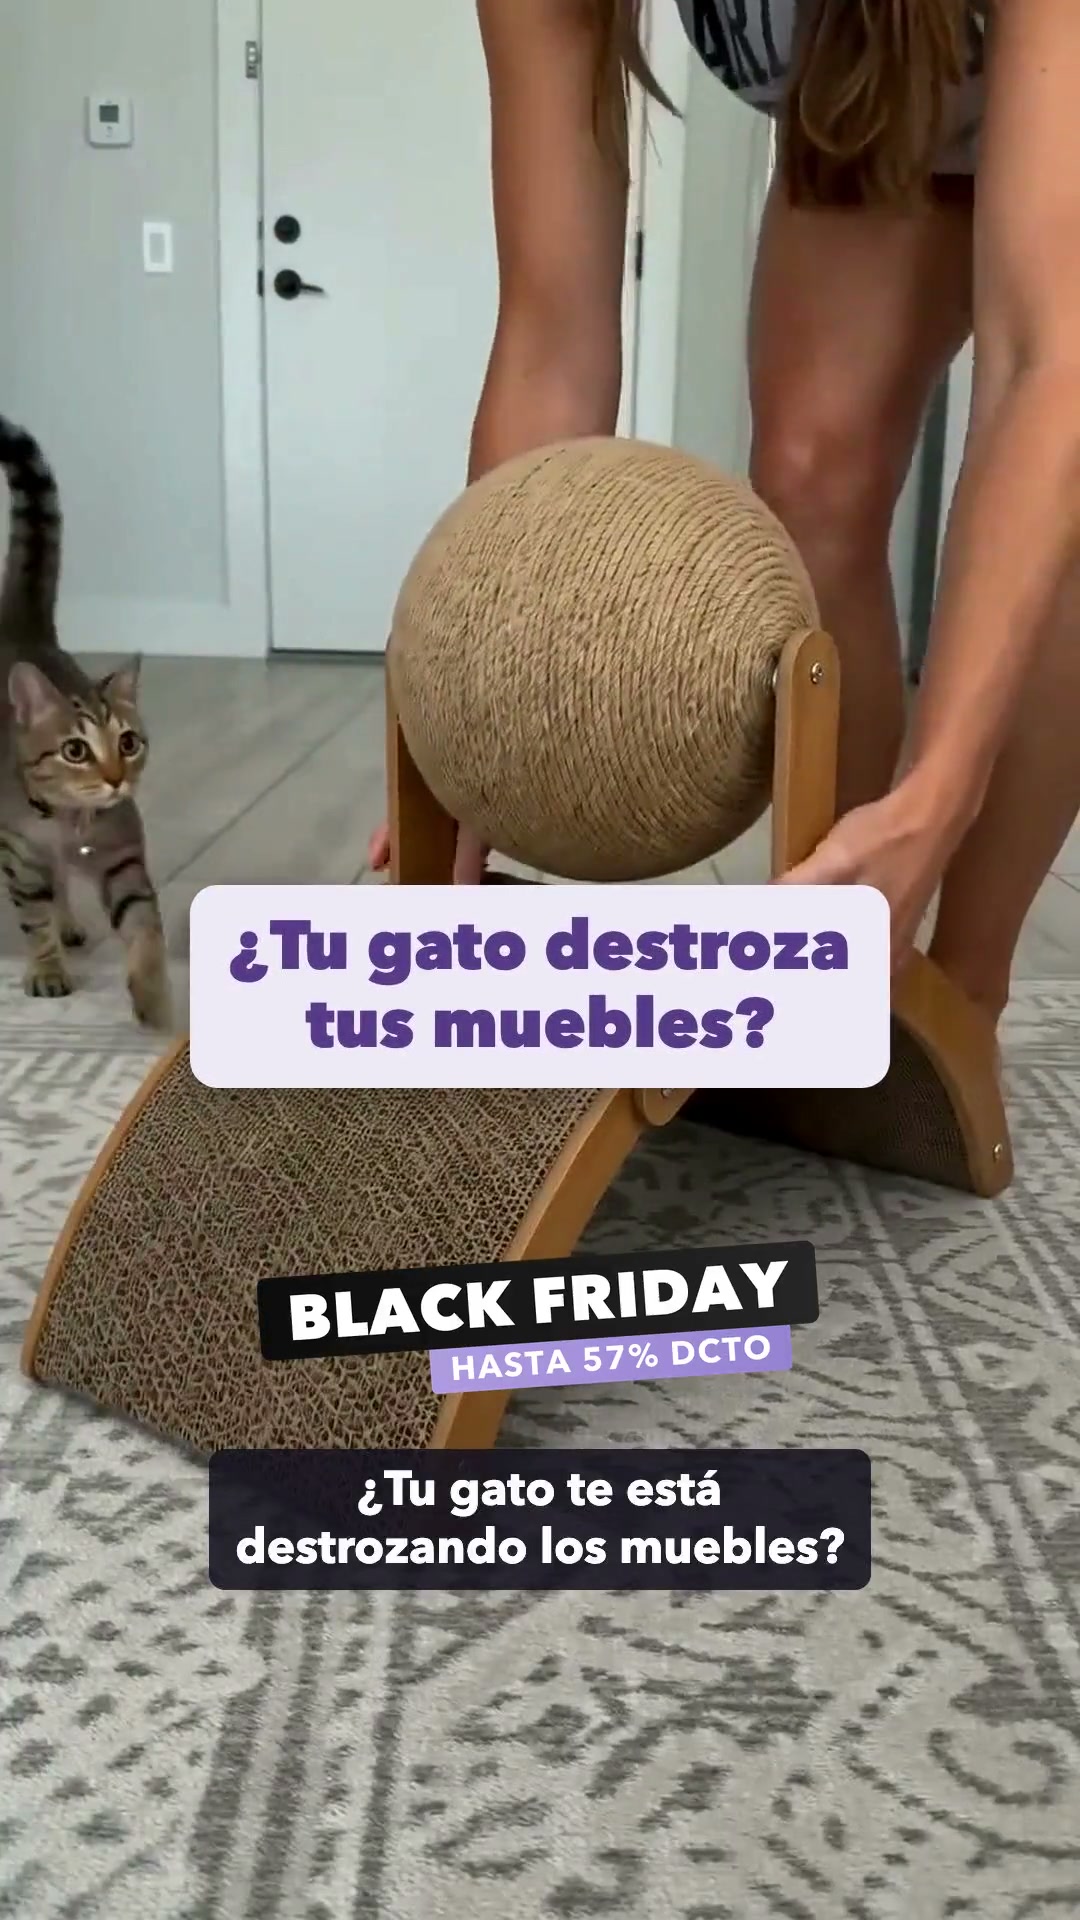 ¿Tu gato destroza
tus muebles?
BLACK FRIDAY
HASTA 57% DCTO
¿Tu gato te está
destrozando los muebles?